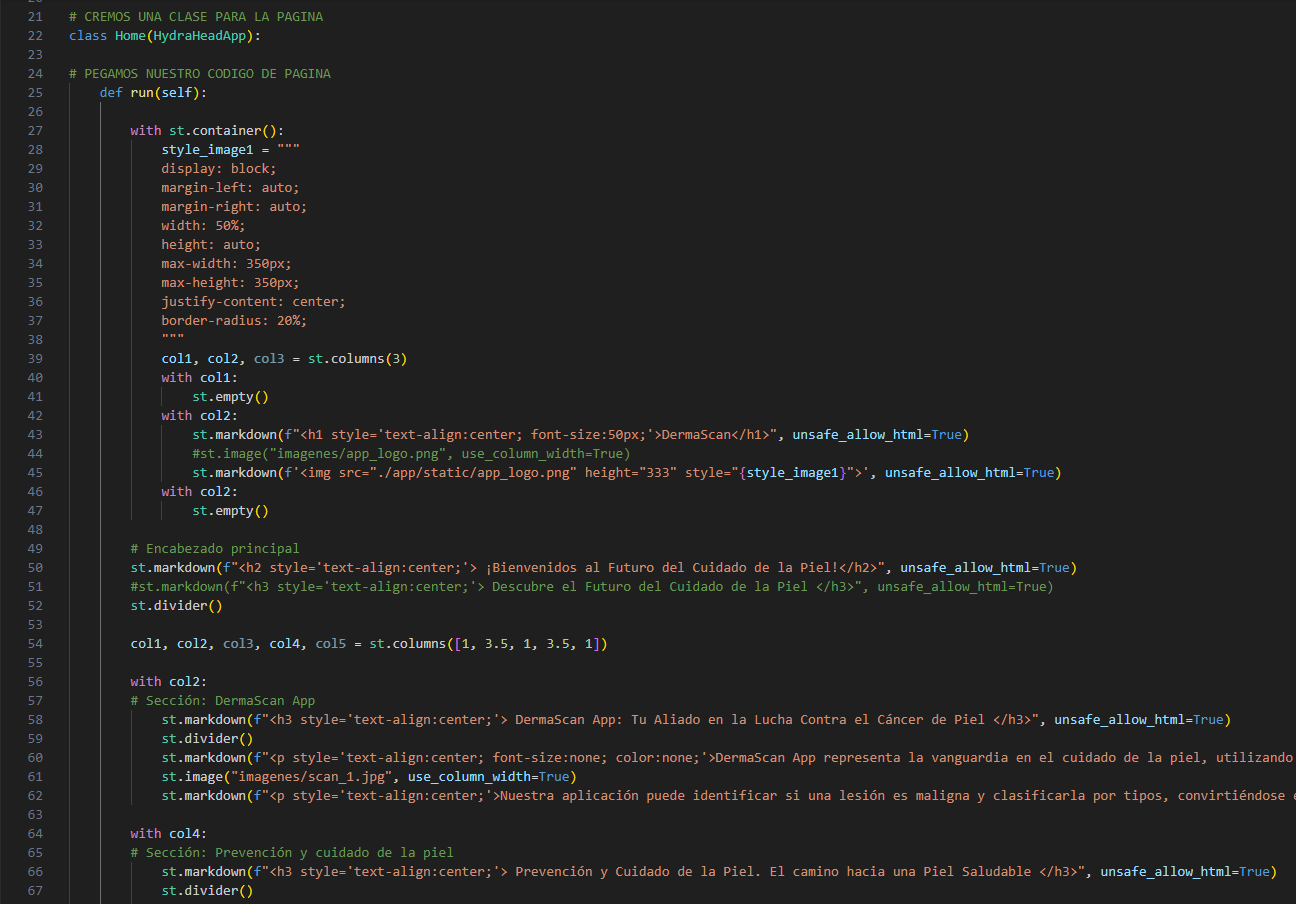 21 # CREMOS UNA CLASE PARA LA PAGINA
22 class Home(HydraHeadApp):
23
24 # PEGAMOS NUESTRO CODIGO DE PAGINA
25     def run(self):
26
27         with st.container():
28             style_image1 = """
29             display: block;
30             margin-left: auto;
31             margin-right: auto;
32             width: 50%;
33             height: auto;
34             max-width: 350px;
35             max-height: 350px;
36             justify-content: center;
37             border-radius: 20%;
38             """
39             col1, col2, col3 = st.columns(3)
40             with col1:
41                 st.empty()
42             with col2:
43                 st.markdown(f"<h1 style='text-align:center; font-size:50px;'>DermaScan</h1>", unsafe_allow_html=True)
44                 #st.image("imagenes/app_logo.png", use_column_width=True)
45                 st.markdown(f'<img src="./app/static/app_logo.png" height="333" style="{style_image1}">', unsafe_allow_html=True)
46             with col2:
47                 st.empty()
48
49         # Encabezado principal
50         st.markdown(f"<h2 style='text-align:center;'> ¡Bienvenidos al Futuro del Cuidado de la Piel!</h2>", unsafe_allow_html=True)
51         #st.markdown(f"<h3 style='text-align:center;'> Descubre el Futuro del Cuidado de la Piel </h3>", unsafe_allow_html=True)
52         st.divider()
53
54         col1, col2, col3, col4, col5 = st.columns([1, 3.5, 1, 3.5, 1])
55
56         with col2:
57         # Sección: DermaScan App
58             st.markdown(f"<h3 style='text-align:center;'> DermaScan App: Tu Aliado en la Lucha Contra el Cáncer de Piel </h3>", unsafe_allow_html=True)
59             st.divider()
60             st.markdown(f"<p style='text-align:center; font-size:none; color:none;'>DermaScan App representa la vanguardia en el cuidado de la piel, utilizando
61             st.image("imagenes/scan_1.jpg", use_column_width=True)
62             st.markdown(f"<p style='text-align:center;'>Nuestra aplicación puede identificar si una lesión es maligna y clasificarla por tipos, convirtiéndose
63
64         with col4:
65         # Sección: Prevención y cuidado de la piel
66             st.markdown(f"<h3 style='text-align:center;'> Prevención y Cuidado de la Piel. El camino hacia una Piel Saludable </h3>", unsafe_allow_html=True)
67             st.divider()